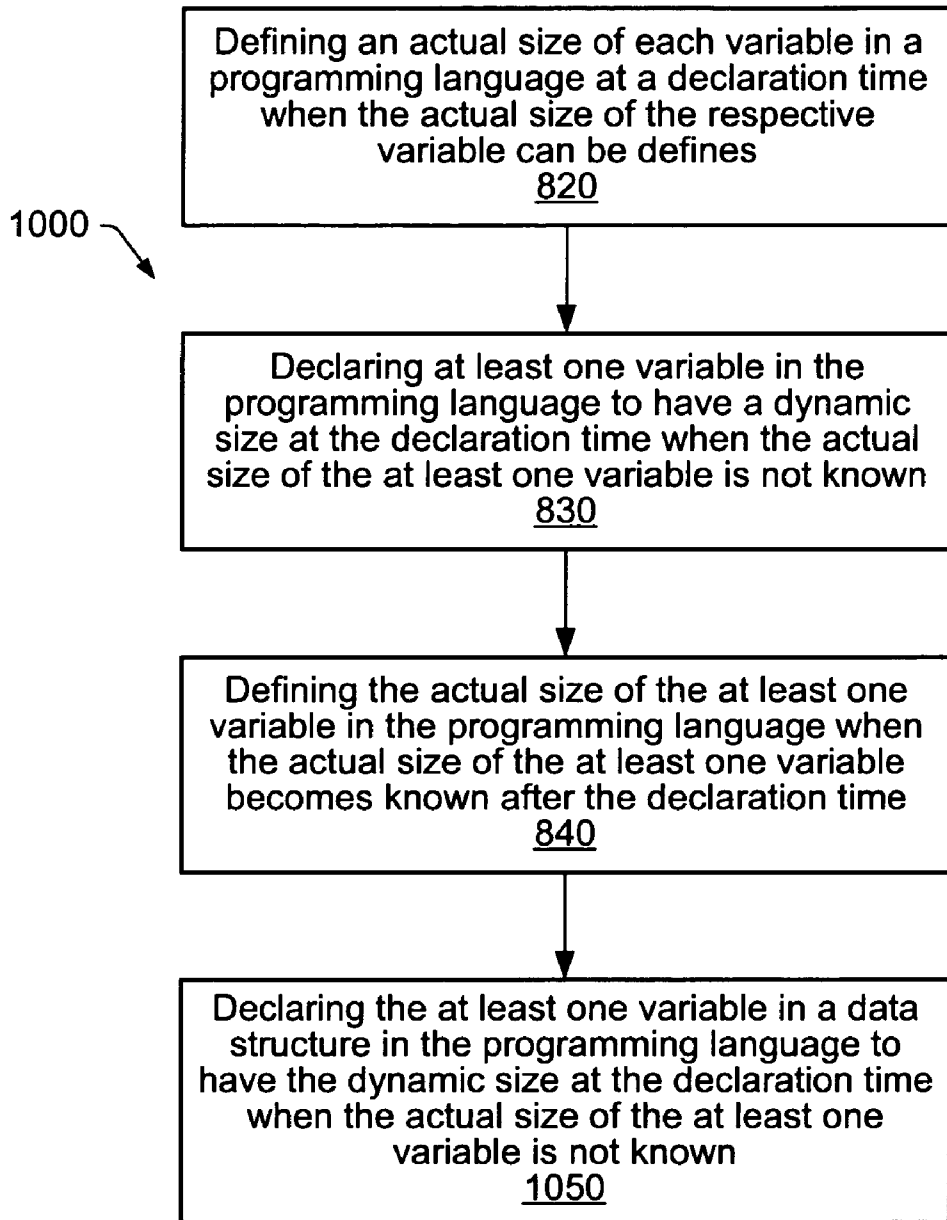 Defining an actual size of each variable in a
programming language at a declaration time
when the actual size of the respective
variable can be defines
820
1000
Declaring at least one variable in the
programming language to have a dynamic
size at the declaration time when the actual
size of the at least one variable is not known
830
Defining the actual size of the at least one
variable in the programming language when
the actual size of the at least one variable
becomes known after the declaration time
840
Declaring the at least one variable in a data
structure in the programming language to
have the dynamic size at the declaration time
when the actual size of the at least one
variable is not known
1050